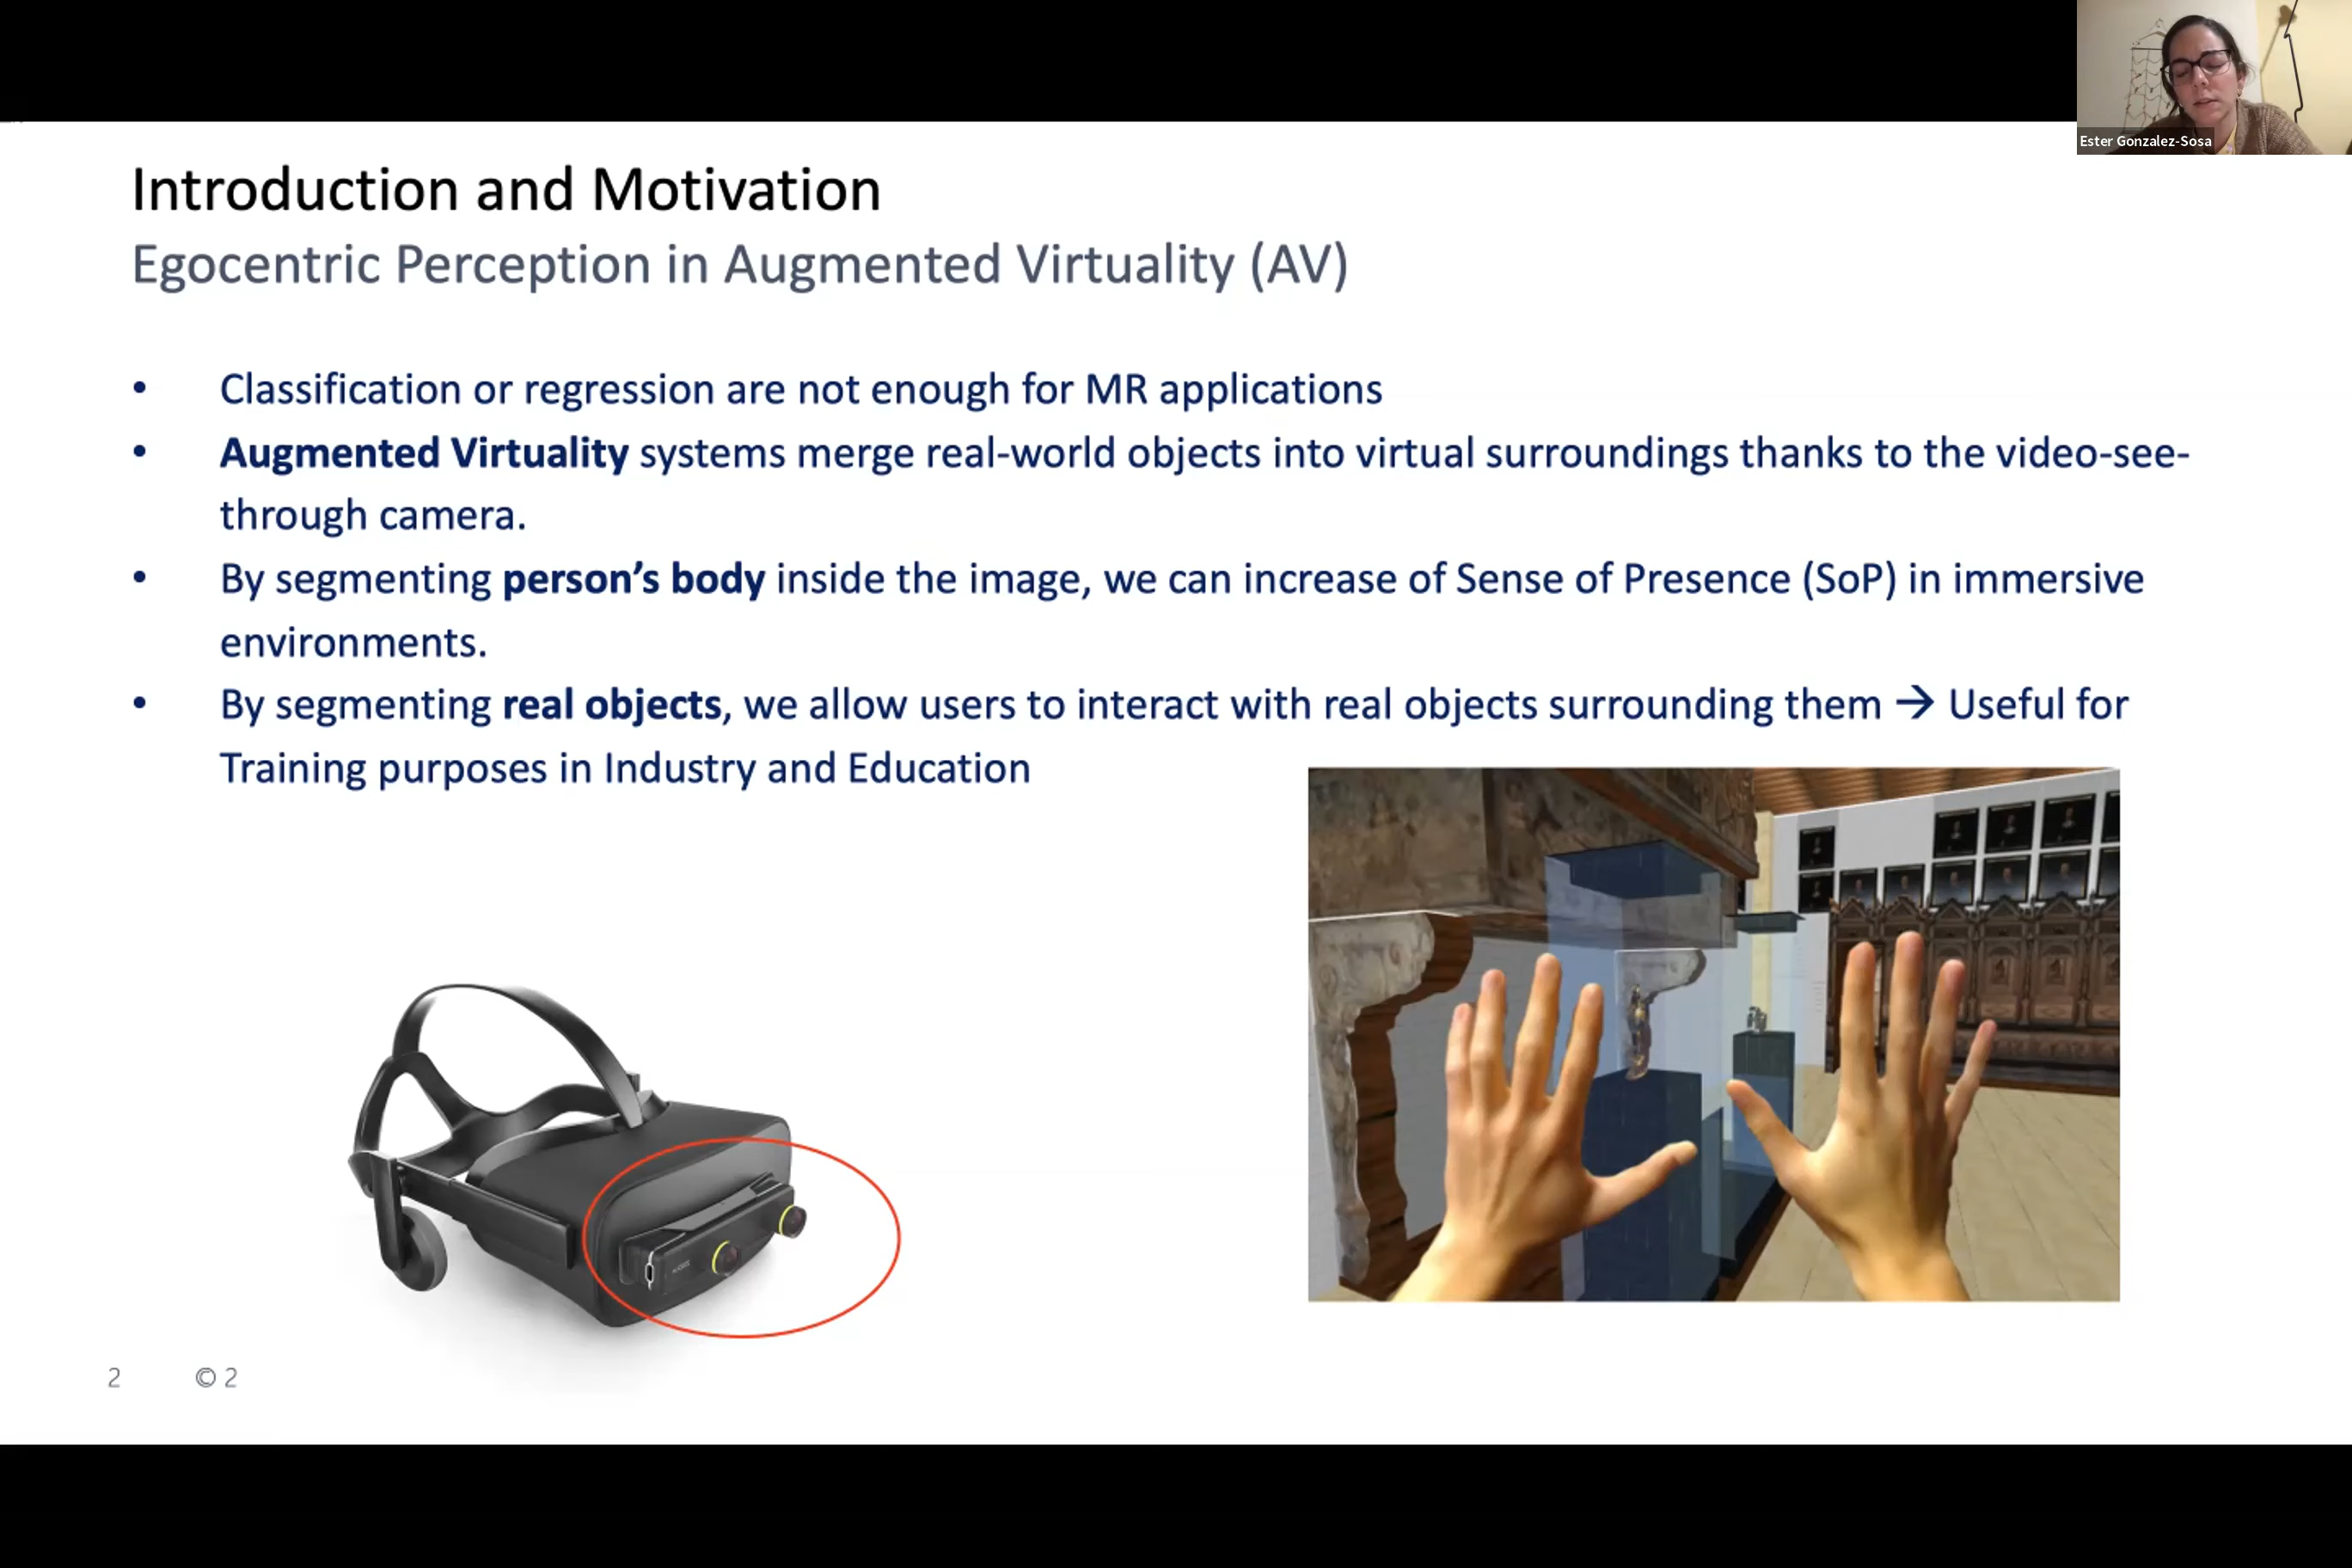 Ester Gonzalez-Sosa
Introduction and Motivation
Egocentric Perception in Augmented Virtuality (AV)
• Classification or regression are not enough for MR applications
• Augmented Virtuality systems merge real-world objects into virtual surroundings thanks to the video-see-
through camera.
• By segmenting person’s body inside the image, we can increase of Sense of Presence (SoP) in immersive
environments.
• By segmenting real objects, we allow users to interact with real objects surrounding them → Useful for
Training purposes in Industry and Education
2 © 2